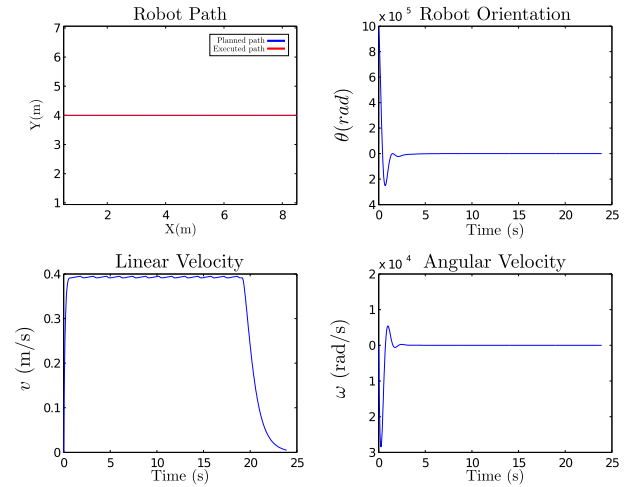 Robot Path
7
6
5
4
3
2
1
Y(m)
Planned path
Executed path
2 4 6 8
X(m)
Robot Orientation
x 10 5
10
8
6
4
2
0
2
4
θ(rad)
0 5 10 15 20 25
Time (s)
Linear Velocity
0.4
0.3
0.2
0.1
0
v (m/s)
0 5 10 15 20 25
Time (s)
Angular Velocity
x 10 4
2
1
0
1
2
3
ω (rad/s)
0 5 10 15 20 25
Time (s)